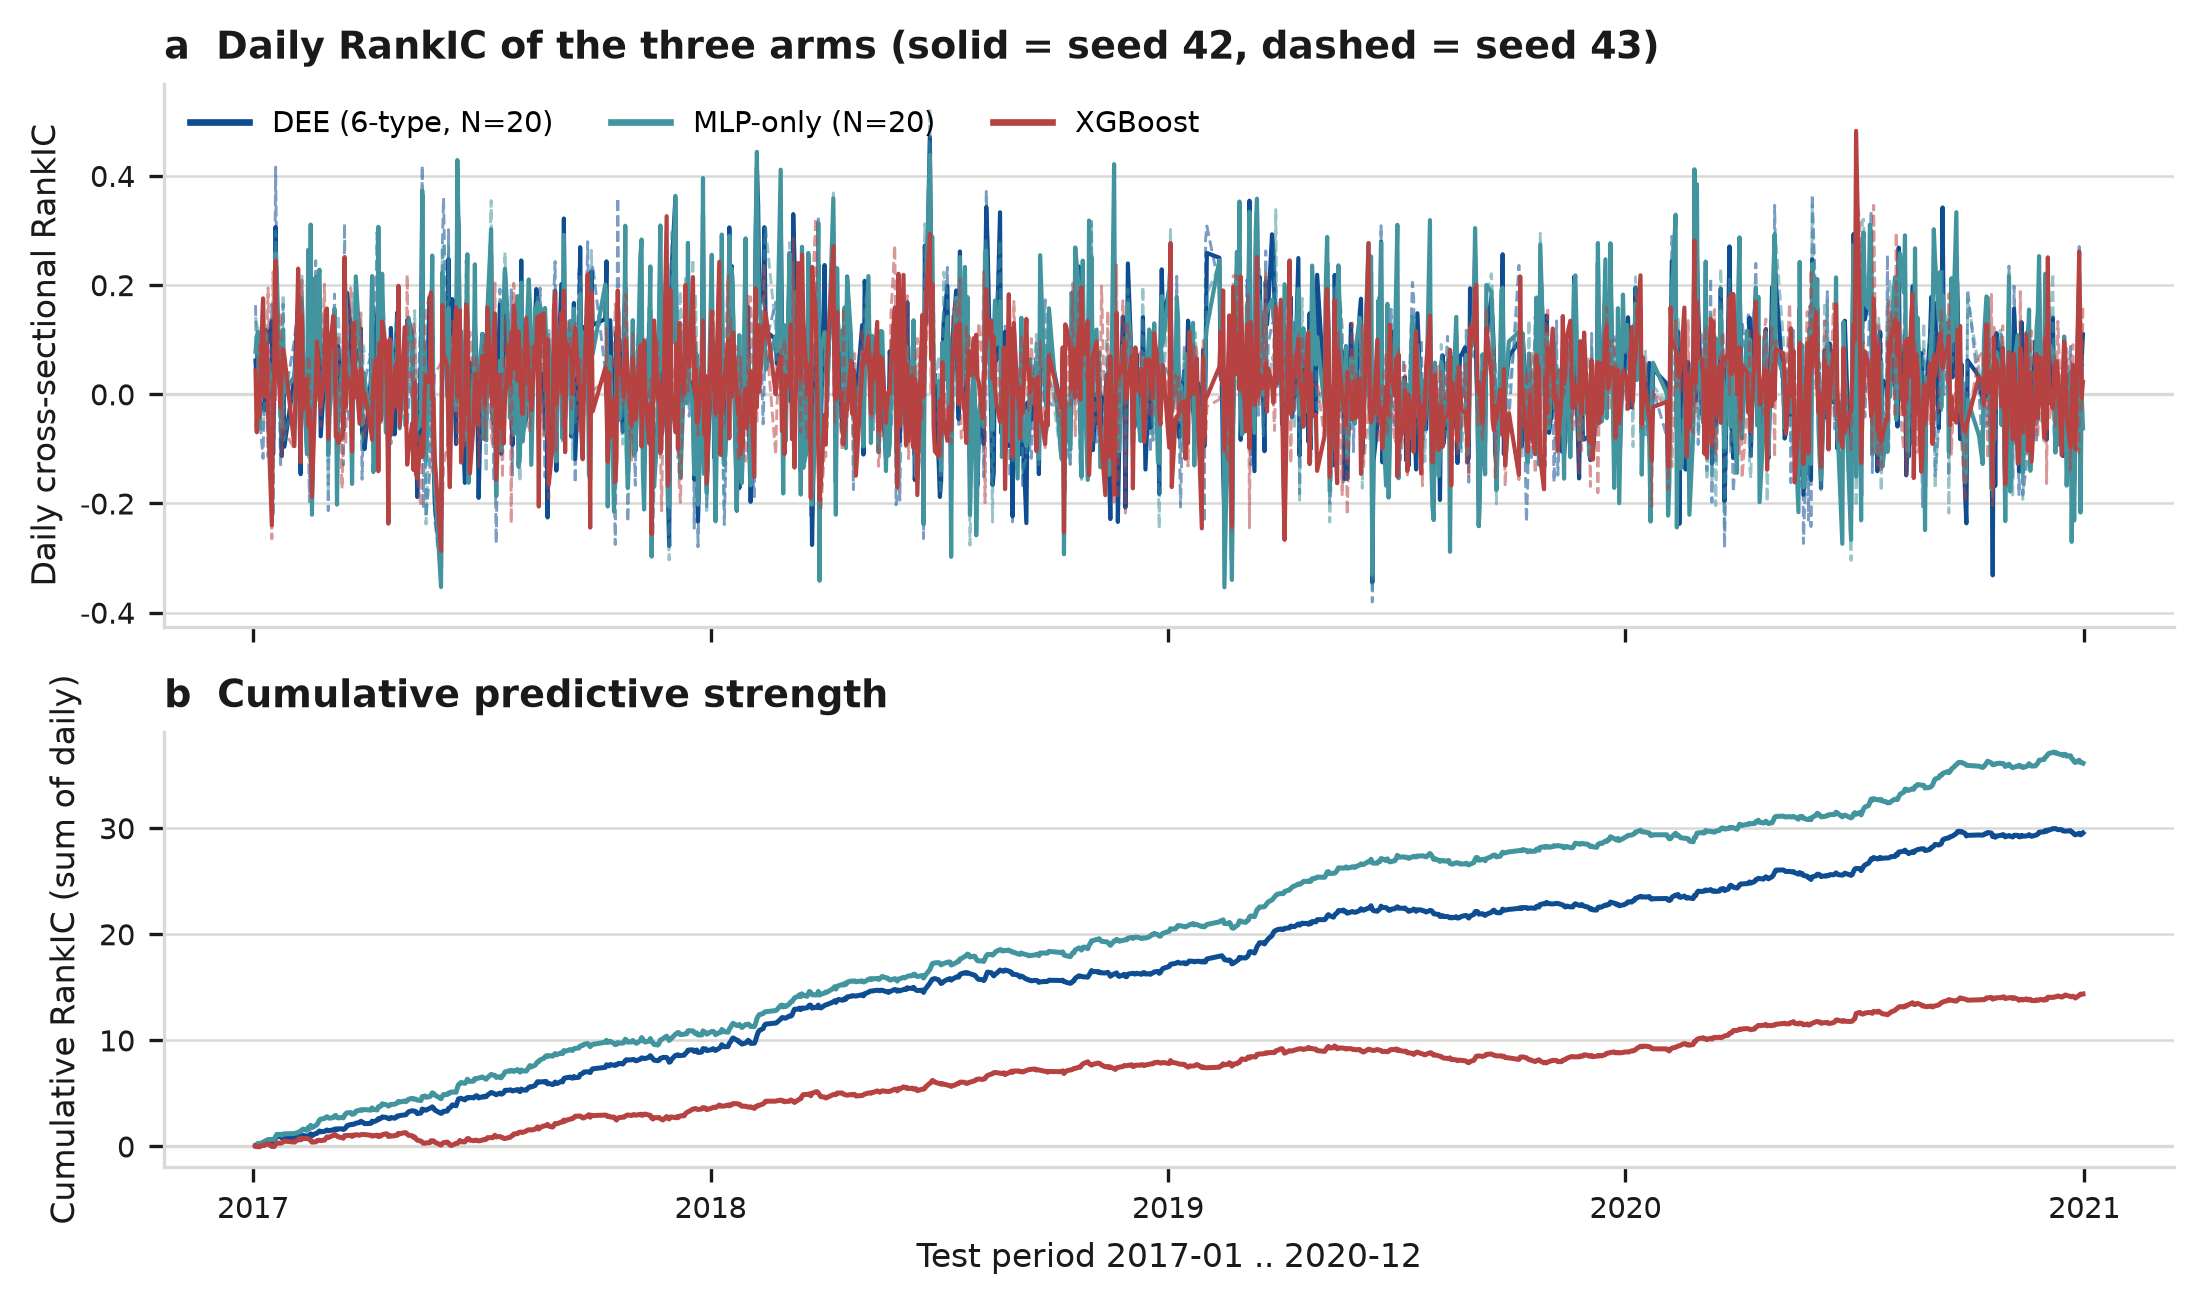 a Daily RankIC of the three arms (solid = seed 42, dashed = seed 43)
DEE (6-type, N=20) MLP-only (N=20) XGBoost
Daily cross-sectional RankIC
0.4
0.2
0.0
-0.2
-0.4
b Cumulative predictive strength
Cumulative RankIC (sum of daily)
30
20
10
0
2017 2018 2019 2020 2021
Test period 2017-01 .. 2020-12